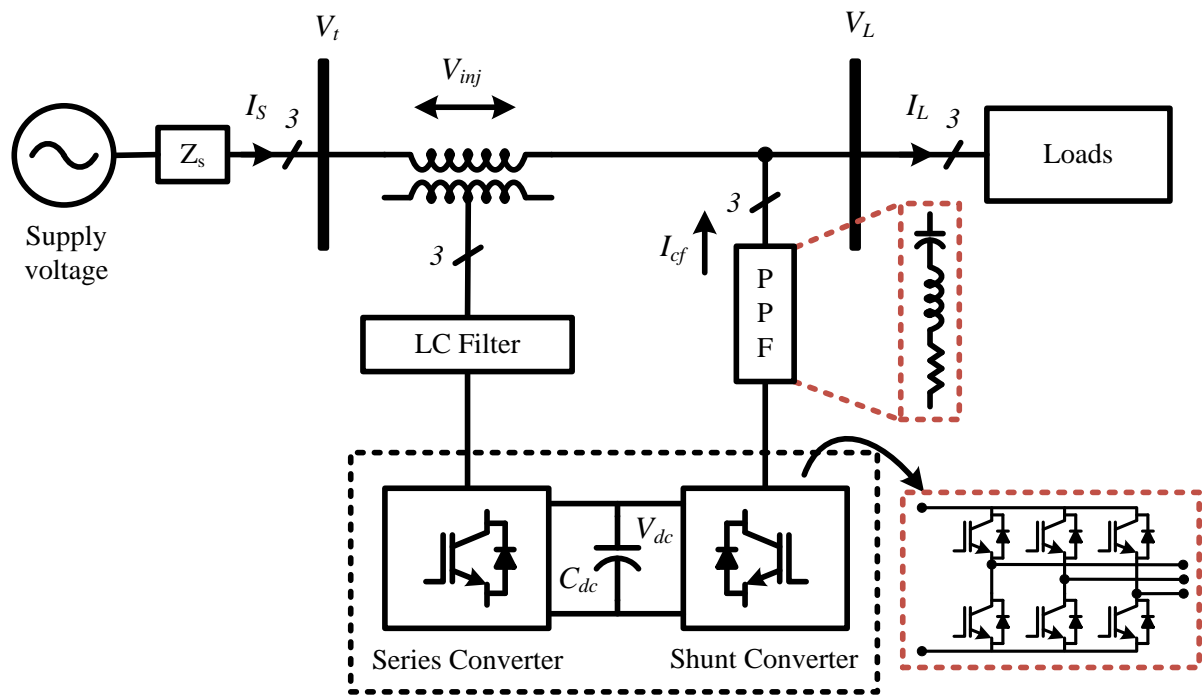 V_t
V_L
V_inj
I_S
3
I_L
3
Z_s
Loads
Supply
voltage
3
3
I_cf
P
P
F
LC Filter
V_dc
C_dc
Series Converter
Shunt Converter